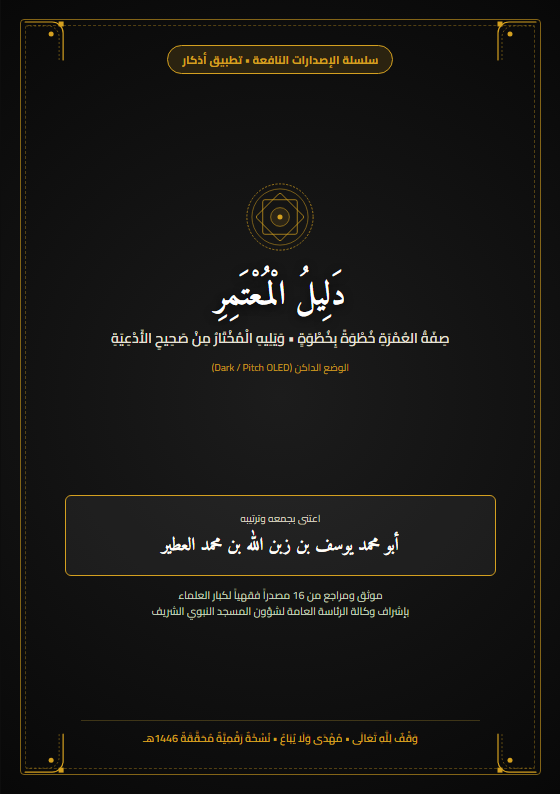 سلسلة الإصدارات النافعة • تطبيق أذكار
دَلِيلُ الْمُعْتَمِرِ
صِفَةُ العُمْرَةِ خُطْوَةً بِخُطْوَةٍ • وَيَلِيهِ الْمُخْتَارُ مِنْ صَحِيحِ الأَدْعِيَةِ
الوضع الداكن (Dark / Pitch OLED)
اعتنى بجمعه وترتيبه
أبو محمد يوسف بن زبن الله بن محمد العطير
موثق ومراجع من 16 مصدراً فقهياً لكبار العلماء
بإشراف وكالة الرئاسة العامة لشؤون المسجد النبوي الشريف
وَقْفٌ لِلَّهِ تَعَالَى • مُهْدًى وَلَا يُبَاعُ • نُسْخَةٌ رَقْمِيَّةٌ مُحَقَّقَةٌ 1446هـ